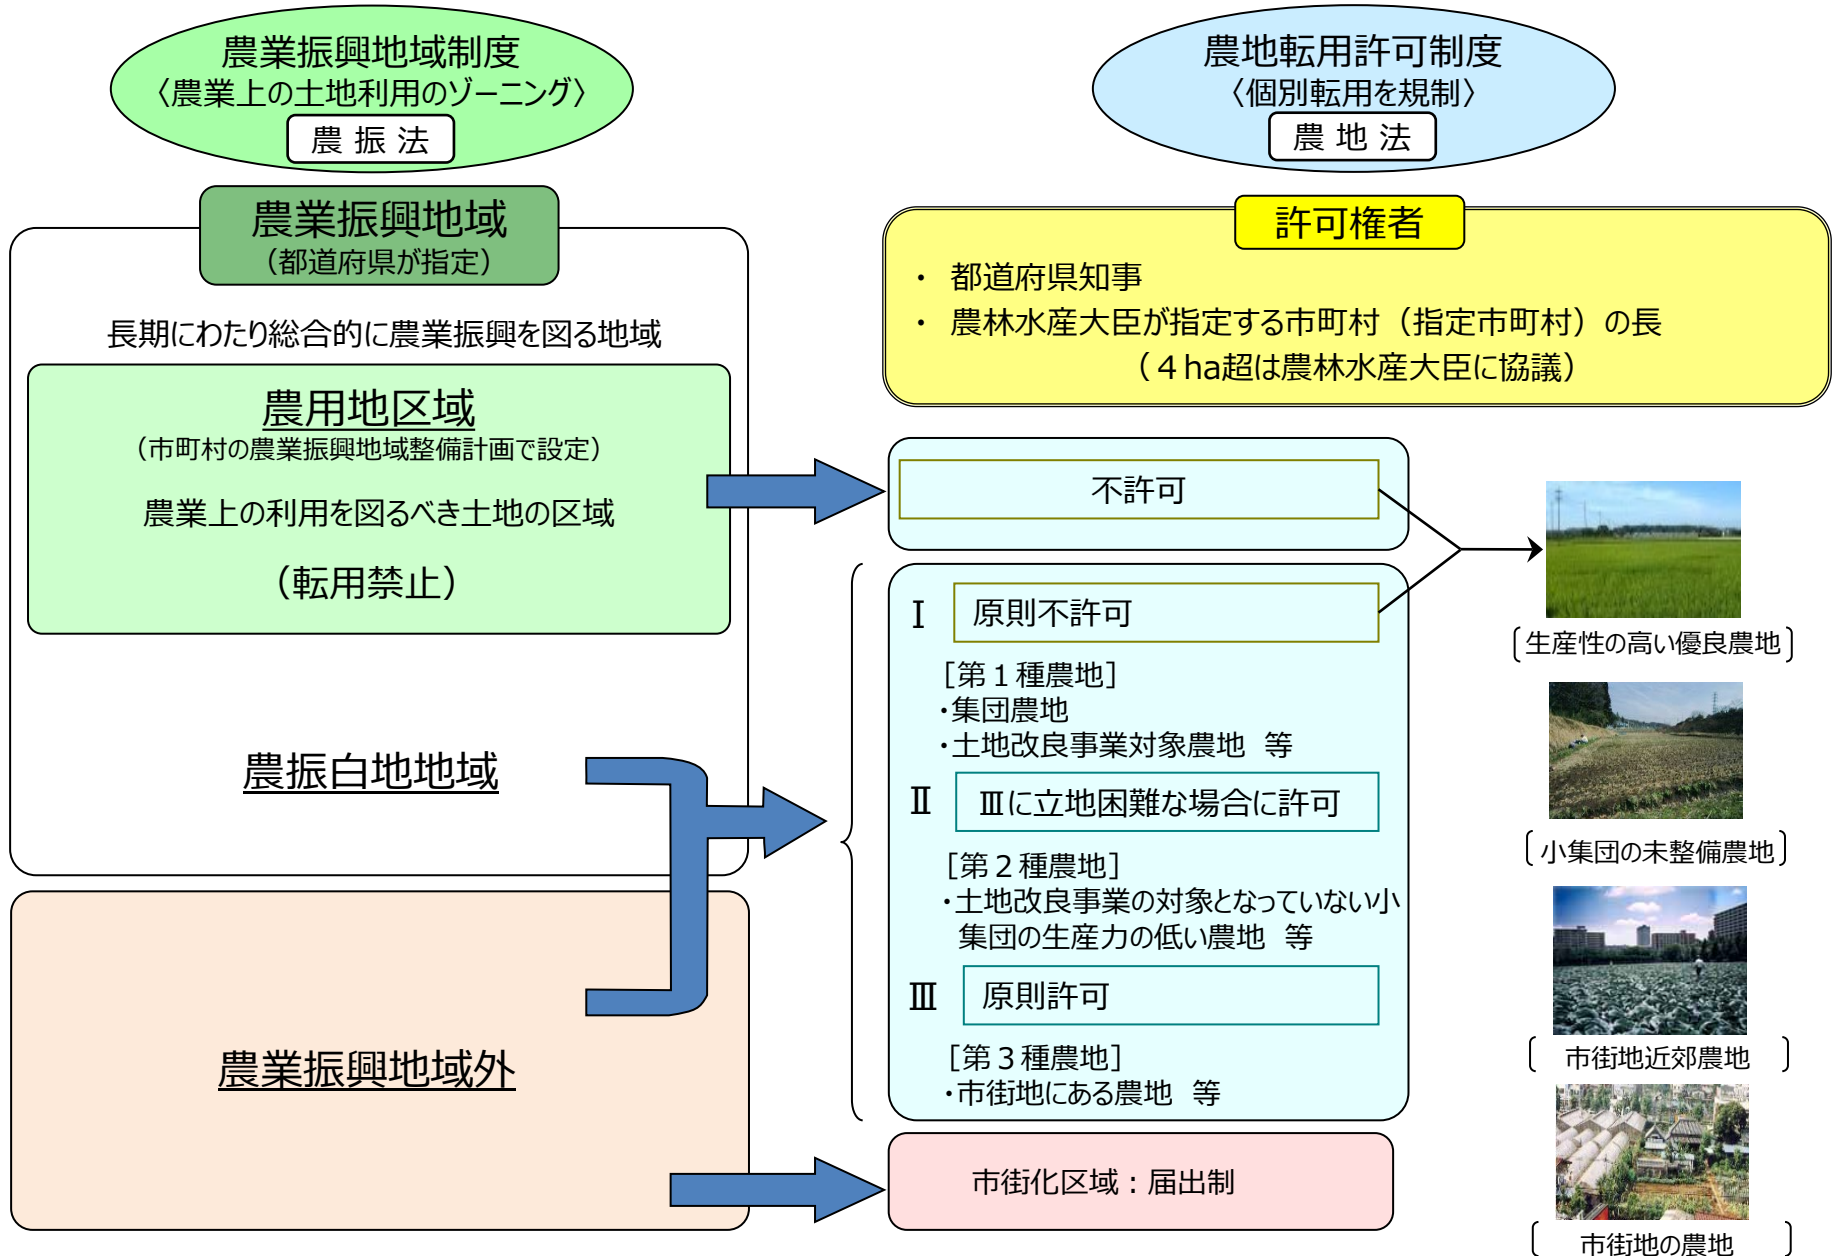 農業振興地域制度
〈農業上の土地利用のゾーニング〉
農 振 法
農業振興地域
（都道府県が指定）
長期にわたり総合的に農業振興を図る地域
農用地区域
（市町村の農業振興地域整備計画で設定）
農業上の利用を図るべき土地の区域
（転用禁止）
農振白地地域
農業振興地域外
農地転用許可制度
〈個別転用を規制〉
農 地 法
許可権者
・ 都道府県知事
・ 農林水産大臣が指定する市町村（指定市町村）の長
（４ha超は農林水産大臣に協議）
不許可
Ⅰ 原則不許可
［第１種農地］
・集団農地
・土地改良事業対象農地 等
Ⅱ Ⅲに立地困難な場合に許可
［第２種農地］
・土地改良事業の対象となっていない小
集団の生産力の低い農地 等
Ⅲ 原則許可
［第３種農地］
・市街地にある農地 等
市街化区域：届出制
生産性の高い優良農地
小集団の未整備農地
市街地近郊農地
市街地の農地